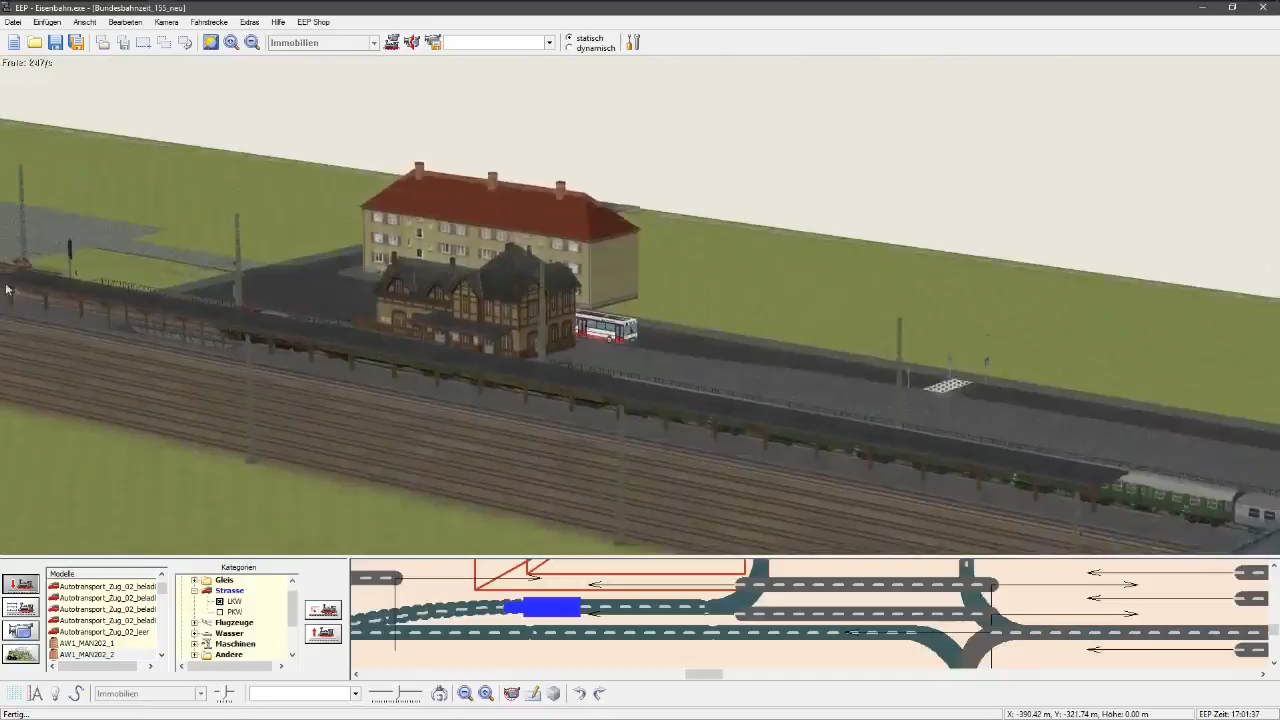 EEP - Eisenbahn.exe - [Bundesbahnzeit_155_neu]
Datei Einfügen Ansicht Bearbeiten Kamera Fahrstrecke Extras Hilfe EEP Shop
Immobilien
statisch
dynamisch
Modelle
Autotransport_Zug_02_beladi
Autotransport_Zug_02_beladi
Autotransport_Zug_02_beladi
Autotransport_Zug_02_beladi
Autotransport_Zug_02_leer
AW1_MAN202_1
AW1_MAN202_2
Kategorien
Gleis
Strasse
LKW
PKW
Flugzeuge
Wasser
Maschinen
Andere
Immobilien
Fertig...
X: -390.42 m, Y: -321.74 m, Höhe: 0.00 m
EEP Zeit: 17:01:37